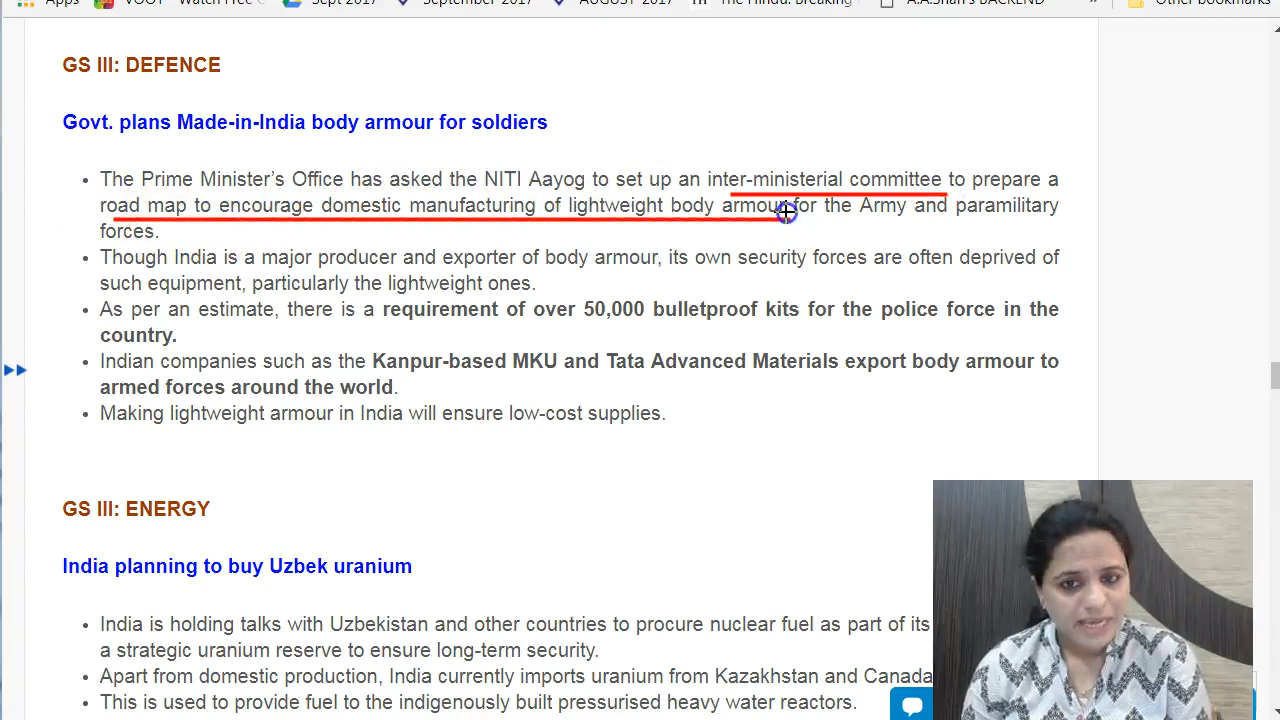 Apps VOOT Watch Free Sept 2017 September 2017 AUGUST 2017 TH The Hindu: Breaking A.A.Shah's BACKEND » Other bookmarks
GS III: DEFENCE
Govt. plans Made-in-India body armour for soldiers
• The Prime Minister’s Office has asked the NITI Aayog to set up an inter-ministerial committee to prepare a
road map to encourage domestic manufacturing of lightweight body armour for the Army and paramilitary
forces.
• Though India is a major producer and exporter of body armour, its own security forces are often deprived of
such equipment, particularly the lightweight ones.
• As per an estimate, there is a requirement of over 50,000 bulletproof kits for the police force in the
country.
• Indian companies such as the Kanpur-based MKU and Tata Advanced Materials export body armour to
armed forces around the world.
• Making lightweight armour in India will ensure low-cost supplies.
GS III: ENERGY
India planning to buy Uzbek uranium
• India is holding talks with Uzbekistan and other countries to procure nuclear fuel as part of its
a strategic uranium reserve to ensure long-term security.
• Apart from domestic production, India currently imports uranium from Kazakhstan and Canada
• This is used to provide fuel to the indigenously built pressurised heavy water reactors.